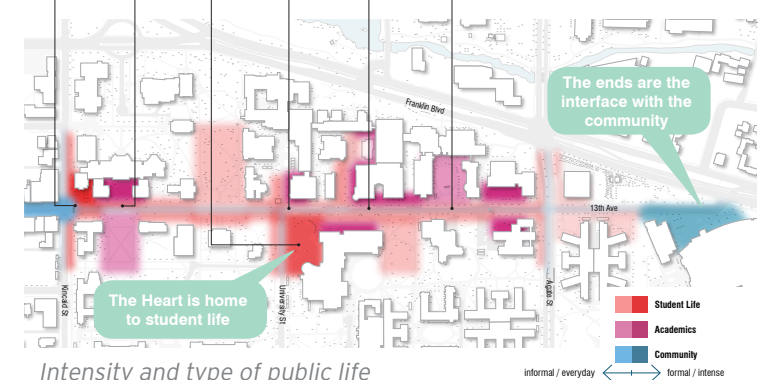 Franklin Blvd
The ends are the
interface with the
community
13th Ave
Kincaid St
University St
Agate St
The Heart is home
to student life
Student Life
Academics
Community
informal / everyday
formal / intense
Intensity and type of public life